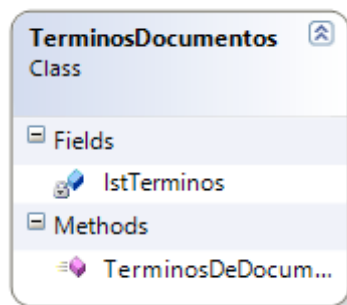 TerminosDocumentos
Class
Fields
lstTerminos
Methods
TerminosDeDocum...